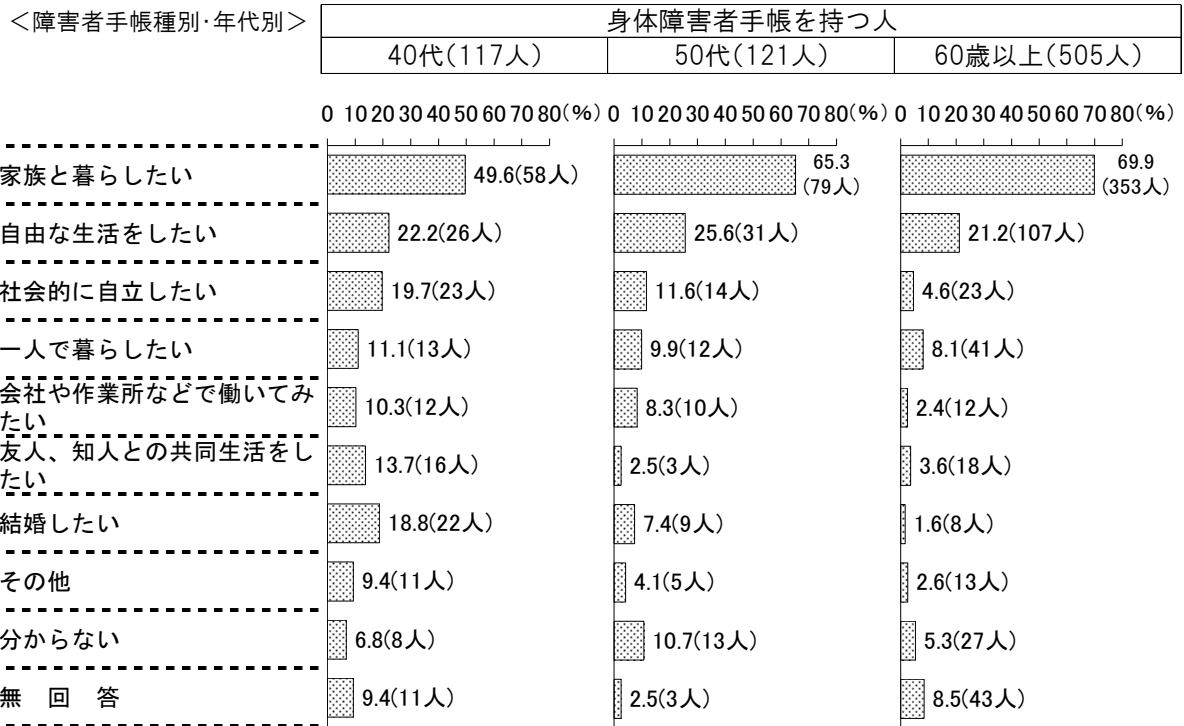 ＜障害者手帳種別･年代別＞
身体障害者手帳を持つ人
40代(117人) 50代(121人) 60歳以上(505人)
0 10 20 30 40 50 60 70 80(%) 0 10 20 30 40 50 60 70 80(%) 0 10 20 30 40 50 60 70 80(%)
家族と暮らしたい 49.6(58人) 65.3 (79人) 69.9 (353人)
自由な生活をしたい 22.2(26人) 25.6(31人) 21.2(107人)
社会的に自立したい 19.7(23人) 11.6(14人) 4.6(23人)
一人で暮らしたい 11.1(13人) 9.9(12人) 8.1(41人)
会社や作業所などで働いてみ
たい 10.3(12人) 8.3(10人) 2.4(12人)
友人、知人との共同生活をし
たい 13.7(16人) 2.5(3人) 3.6(18人)
結婚したい 18.8(22人) 7.4(9人) 1.6(8人)
その他 9.4(11人) 4.1(5人) 2.6(13人)
分からない 6.8(8人) 10.7(13人) 5.3(27人)
無　回　答 9.4(11人) 2.5(3人) 8.5(43人)